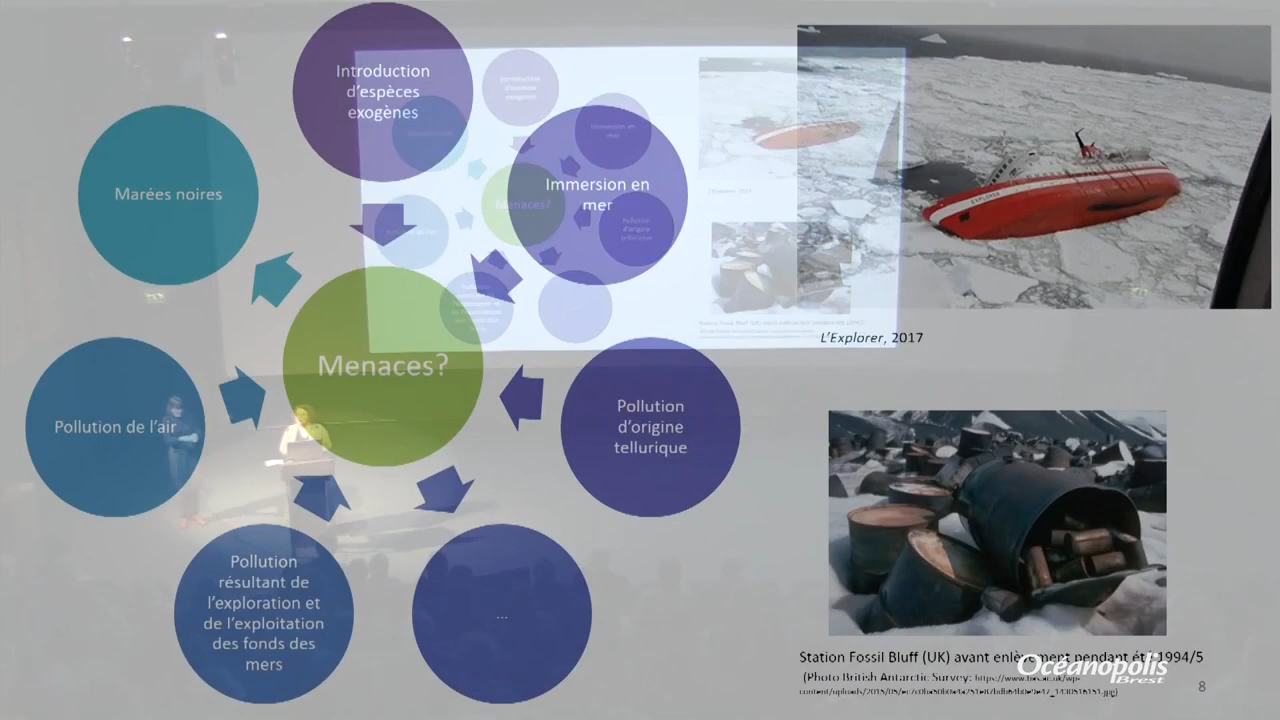 Introduction
d'espèces
exogènes
Marées noires
Immersion en
mer
Menaces?
Pollution de l'air
Pollution
d'origine
tellurique
Pollution
résultant de
l'exploration et
de l'exploitation
des fonds des
mers
...
EXPLORER
L'Explorer, 2017
Station Fossil Bluff (UK) avant enlèvement pendant été 1994/5
(Photo British Antarctic Survey:
Océanopolis
Brest
8